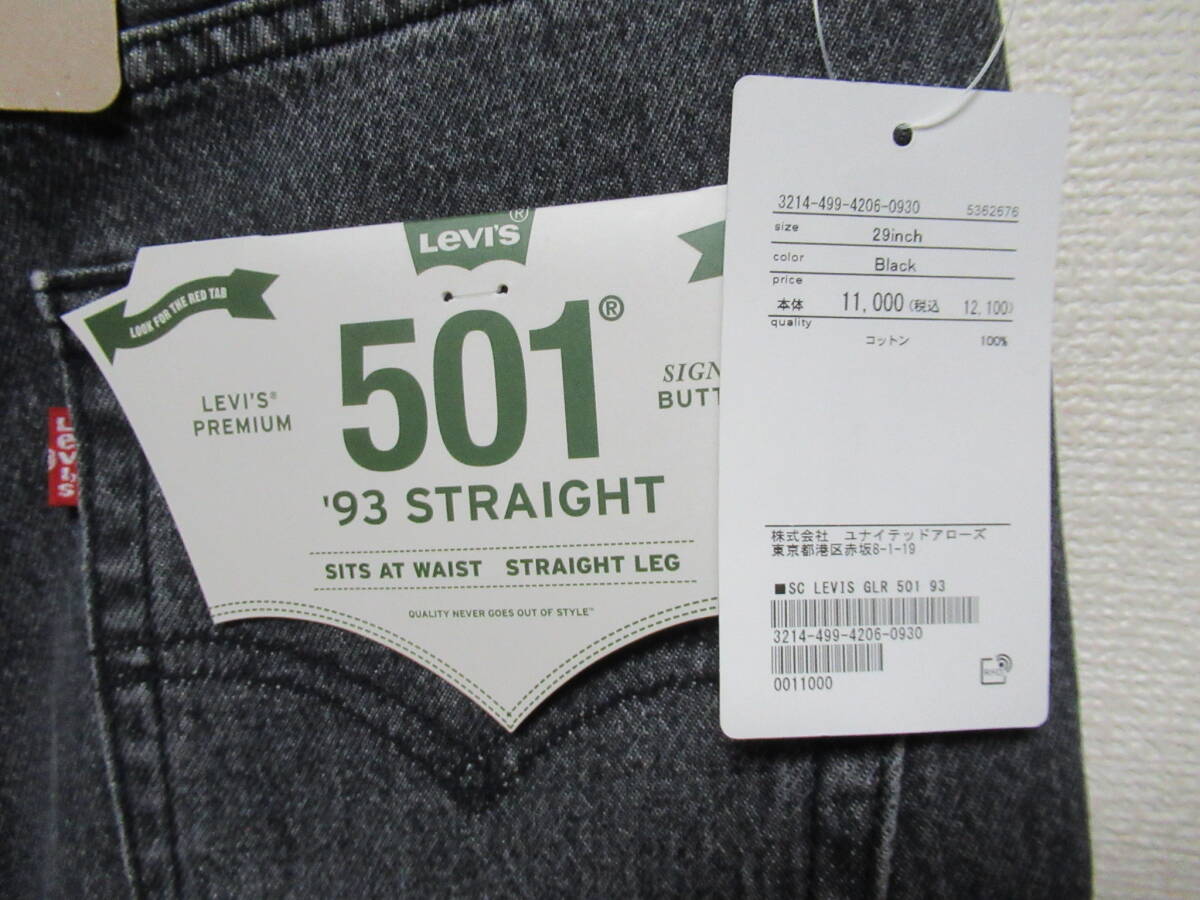 LEVI'S®
LOOK FOR THE RED TAB
LEVI'S®
PREMIUM
501®
SIGN
BUTT
'93 STRAIGHT
SITS AT WAIST STRAIGHT LEG
QUALITY NEVER GOES OUT OF STYLE™
LEVI'S
3214-499-4206-0930 5362676
size 29inch
color Black
price
本体 11,000 (税込 12,100)
quality
コットン 100%
株式会社 ユナイテッドアローズ
東京都港区赤坂8-1-19
■SC LEVIS GLR 501 93
3214-499-4206-0930
0011000